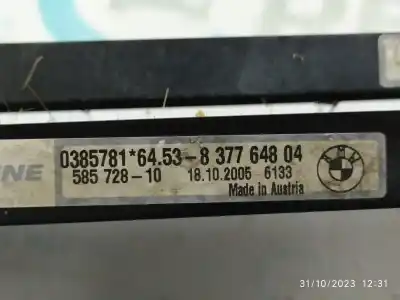 0385781*64.53-8 377 648 04
585 728-10 18.10.2005 6133
INE Made in Austria
BMW
31/10/2023 12:31